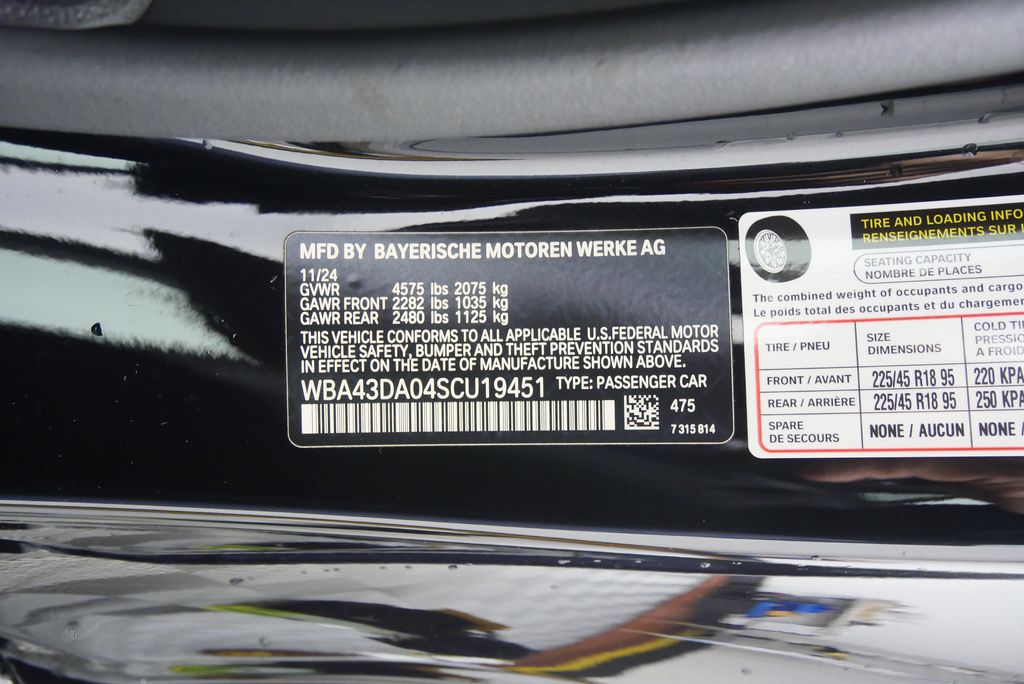 MFD BY BAYERISCHE MOTOREN WERKE AG
11/24
GVWR 4575 lbs 2075 kg
GAWR FRONT 2282 lbs 1035 kg
GAWR REAR 2480 lbs 1125 kg
THIS VEHICLE CONFORMS TO ALL APPLICABLE U.S.FEDERAL MOTOR
VEHICLE SAFETY, BUMPER AND THEFT PREVENTION STANDARDS
IN EFFECT ON THE DATE OF MANUFACTURE SHOWN ABOVE.
WBA43DA04SCU19451 TYPE: PASSENGER CAR
475
7 315 814
TIRE AND LOADING INFO
RENSEIGNEMENTS SUR
SEATING CAPACITY
NOMBRE DE PLACES
The combined weight of occupants and cargo
Le poids total des occupants et du chargemen
TIRE / PNEU SIZE DIMENSIONS COLD TI PRESSI A FROID
FRONT / AVANT 225/45 R18 95 220 KPA
REAR / ARRIÈRE 225/45 R18 95 250 KPA
SPARE DE SECOURS NONE / AUCUN NONE /